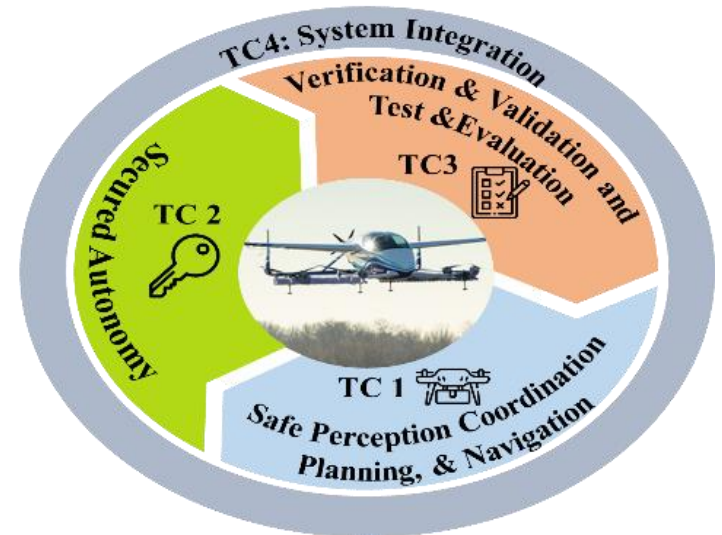 TC4: System Integration
Verification & Validation and
Test &Evaluation
TC3
Secured Autonomy
TC 2
TC 1
Safe Perception Coordination
Planning, & Navigation